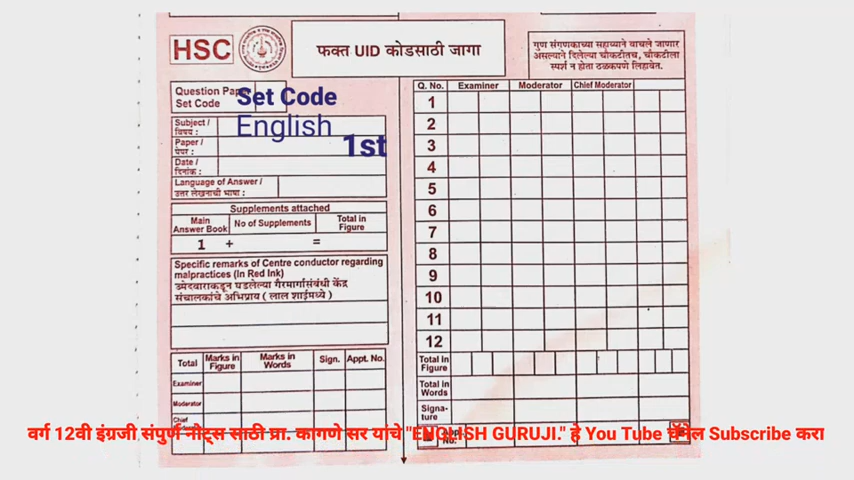 HSC
फक्त UID कोडसाठी जागा
गुण संगणकाच्या सहाय्याने वाचले जाणार
असल्याने दिलेल्या चौकटीतच, चौकटीला
स्पर्श न होता ठळकपणे लिहावेत.
Question Paper
Set Code
Set Code
Subject /
विषय :
English
Paper /
पेपर :
1st
Date /
दिनांक :
Language of Answer /
उत्तर लेखनाची भाषा :
Supplements attached
Main Answer Book No of Supplements Total in Figure
1 + =
Specific remarks of Centre conductor regarding
malpractices (In Red Ink)
उमेदवाराकडून घडलेल्या गैरमार्गासंबंधी केंद्र
संचालकांचे अभिप्राय ( लाल शाईमध्ये )
Total Marks in Figure Marks in Words Sign. Appt. No.
Examiner
Moderator
Chief
Q. No. Examiner Moderator Chief Moderator
1
2
3
4
5
6
7
8
9
10
11
12
Total in
Figure
Total in
Words
Signa-
ture
Appt.
No.
वर्ग 12वी इंग्रजी संपुर्ण नौट्स साठी प्रा. कागणे सर यांचे "ENGLISH GURUJI." हे You Tube चॅनेल Subscribe करा